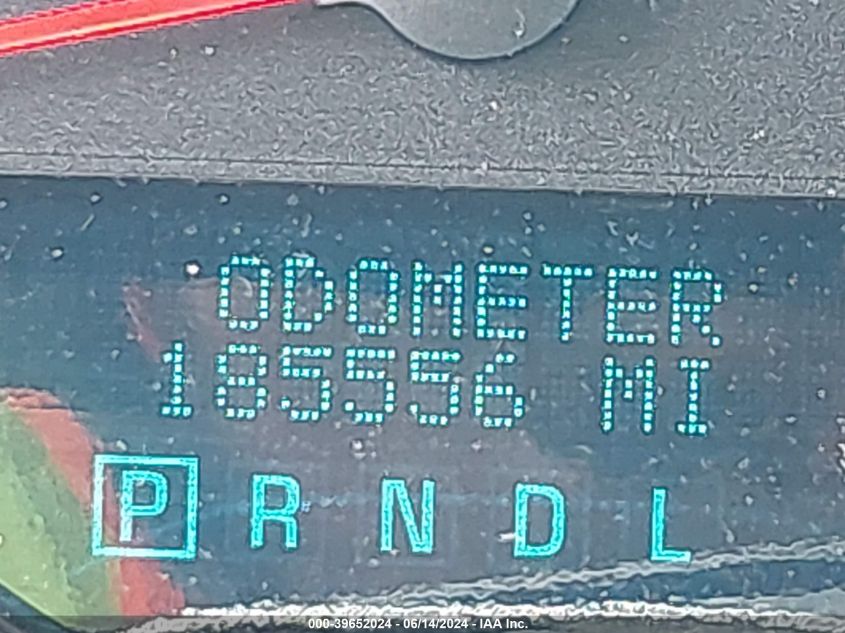 ODOMETER
185556 MI
P R N D L
000-39652024 - 06/14/2024 - IAA Inc.